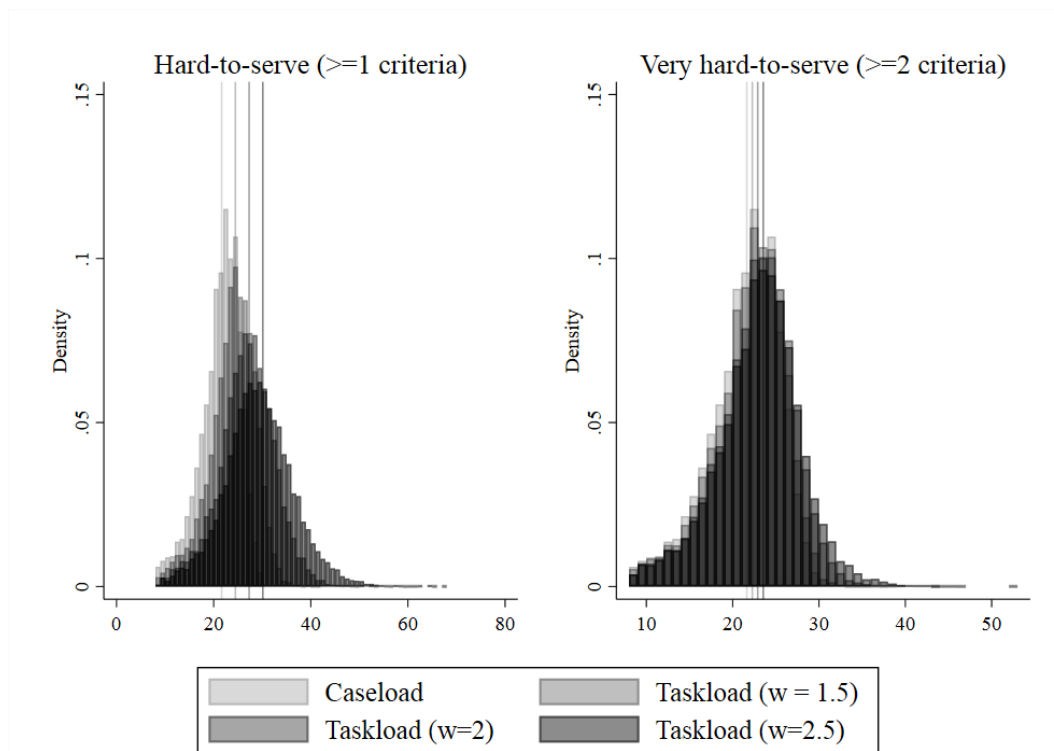 Hard-to-serve (>=1 criteria)
Very hard-to-serve (>=2 criteria)
Density
.15
.1
.05
0
0
20
40
60
80
Density
.15
.1
.05
0
10
20
30
40
50
Caseload
Taskload (w = 1.5)
Taskload (w=2)
Taskload (w=2.5)